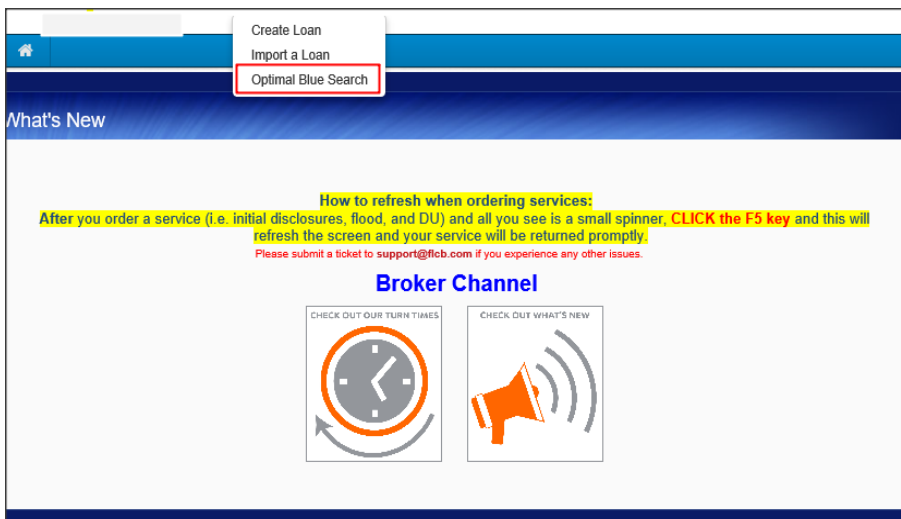 Create Loan
Import a Loan
Optimal Blue Search
What's New
How to refresh when ordering services:
After you order a service (i.e. initial disclosures, flood, and DU) and all you see is a small spinner, CLICK the F5 key and this will
refresh the screen and your service will be returned promptly.
Please submit a ticket to support@flcb.com if you experience any other issues.
Broker Channel
CHECK OUT OUR TURN TIMES
CHECK OUT WHAT'S NEW